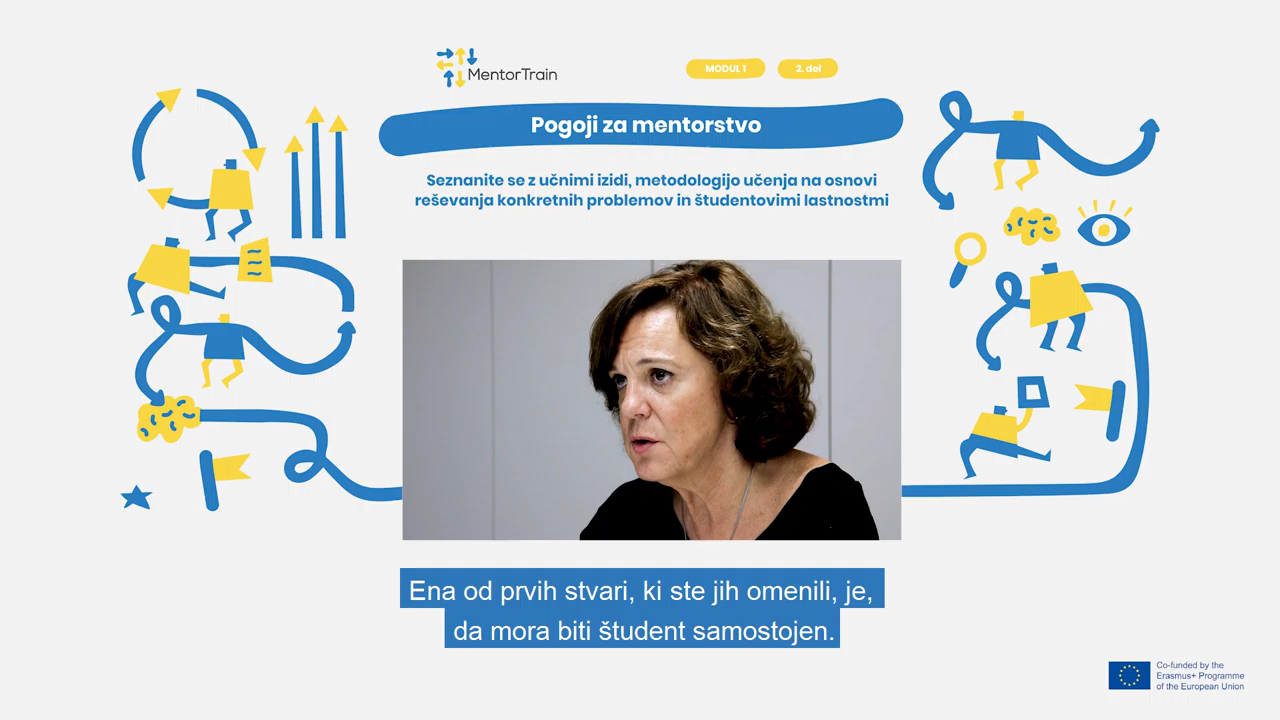 MentorTrain
MODUL 1
2. del
Pogoji za mentorstvo
Seznanite se z učnimi izidi, metodologijo učenja na osnovi
reševanja konkretnih problemov in študentovimi lastnostmi
Ena od prvih stvari, ki ste jih omenili, je,
da mora biti študent samostojen.
Co-funded by the
Erasmus+ Programme
of the European Union